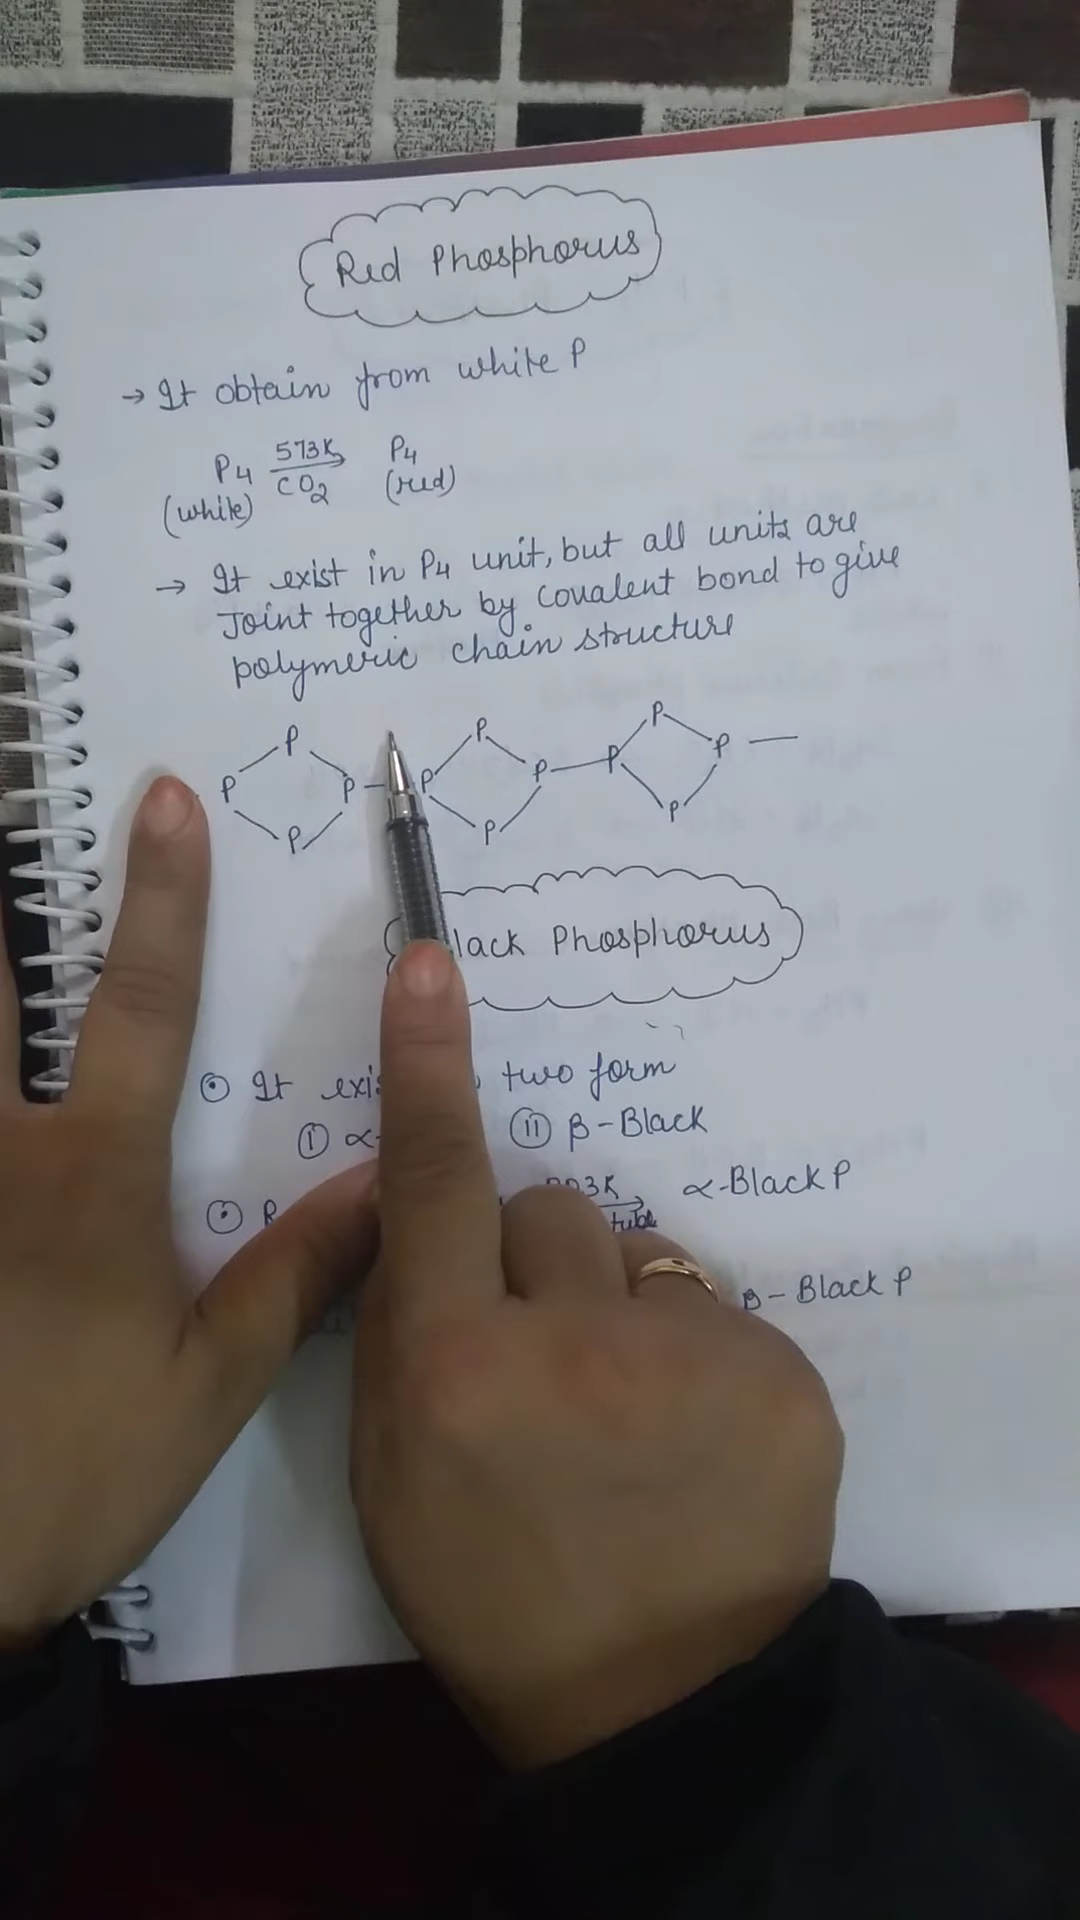 Red Phosphorus
→ It obtain from white P
P4 573K CO2 P4
(white) (red)
→ It exist in P4 unit, but all units are
Joint together by covalent bond to give
polymeric chain structure
P P P
P P - P P - P P -
P P P
lack Phosphorus
⊙ It two form
(i) α- (ii) β-Black
⊙ α-Black P
tube
β-Black P